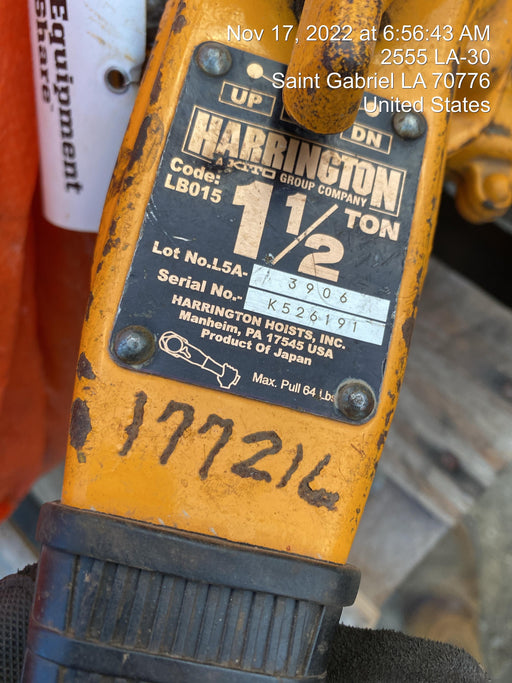 Nov 17, 2022 at 6:56:43 AM
2555 LA-30
Saint Gabriel LA 70776
United States
Equipment
share
UP
DN
HARRINGTON
A KITO GROUP COMPANY
Code:
LB015
1 1/2 TON
Lot No.L5A- 3906
Serial No.- K526191
HARRINGTON HOISTS, INC.
Manheim, PA 17545 USA
Product Of Japan
Max. Pull 64 Lbs
177216